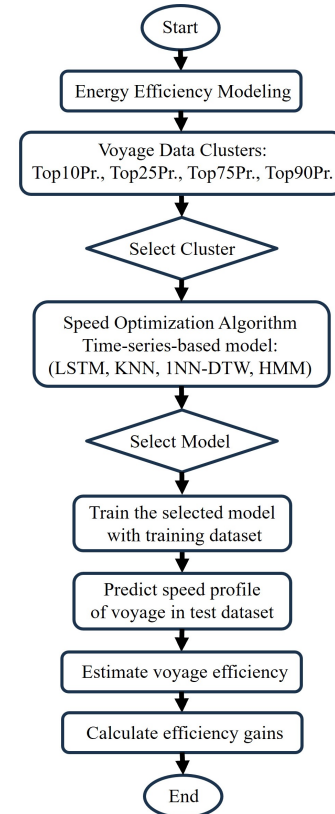 Start
Energy Efficiency Modeling
Voyage Data Clusters:
Top10Pr., Top25Pr., Top75Pr., Top90Pr.
Select Cluster
Speed Optimization Algorithm
Time-series-based model:
(LSTM, KNN, 1NN-DTW, HMM)
Select Model
Train the selected model
with training dataset
Predict speed profile
of voyage in test dataset
Estimate voyage efficiency
Calculate efficiency gains
End